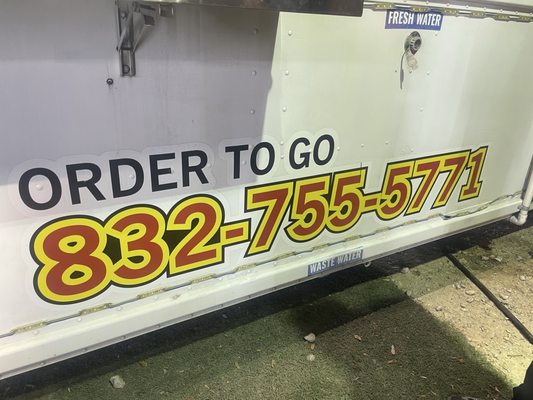 FRESH WATER
ORDER TO GO
832-755-5771
WASTE WATER